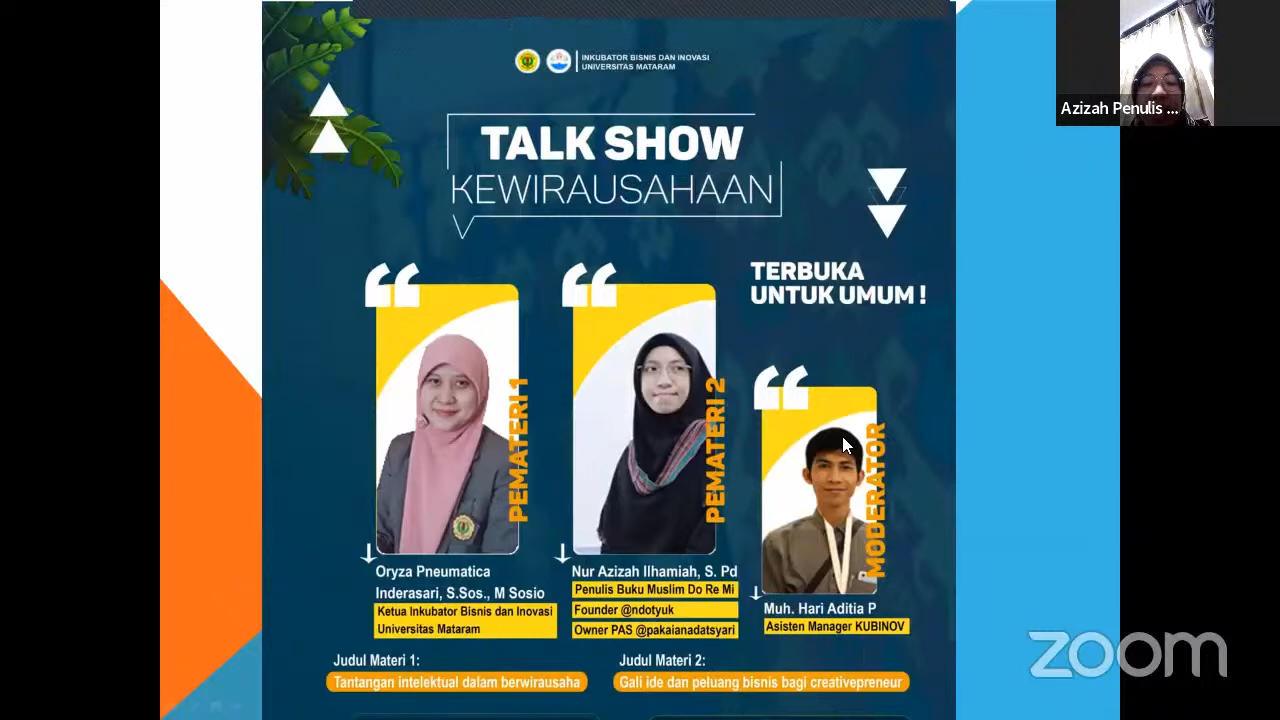 INKUBATOR BISNIS DAN INOVASI
UNIVERSITAS MATARAM
TALK SHOW
KEWIRAUSAHAAN
TERBUKA
UNTUK UMUM !
PEMATERI 1
PEMATERI 2
MODERATOR
Oryza Pneumatica
Inderasari, S.Sos., M Sosio
Ketua Inkubator Bisnis dan Inovasi
Universitas Mataram
Nur Azizah Ilhamiah, S. Pd
Penulis Buku Muslim Do Re Mi
Founder @ndotyuk
Owner PAS @pakaianadatsyari
Muh. Hari Aditia P
Asisten Manager KUBINOV
Judul Materi 1:
Tantangan intelektual dalam berwirausaha
Judul Materi 2:
Gali ide dan peluang bisnis bagi creativepreneur
Azizah Penulis ...
zoom